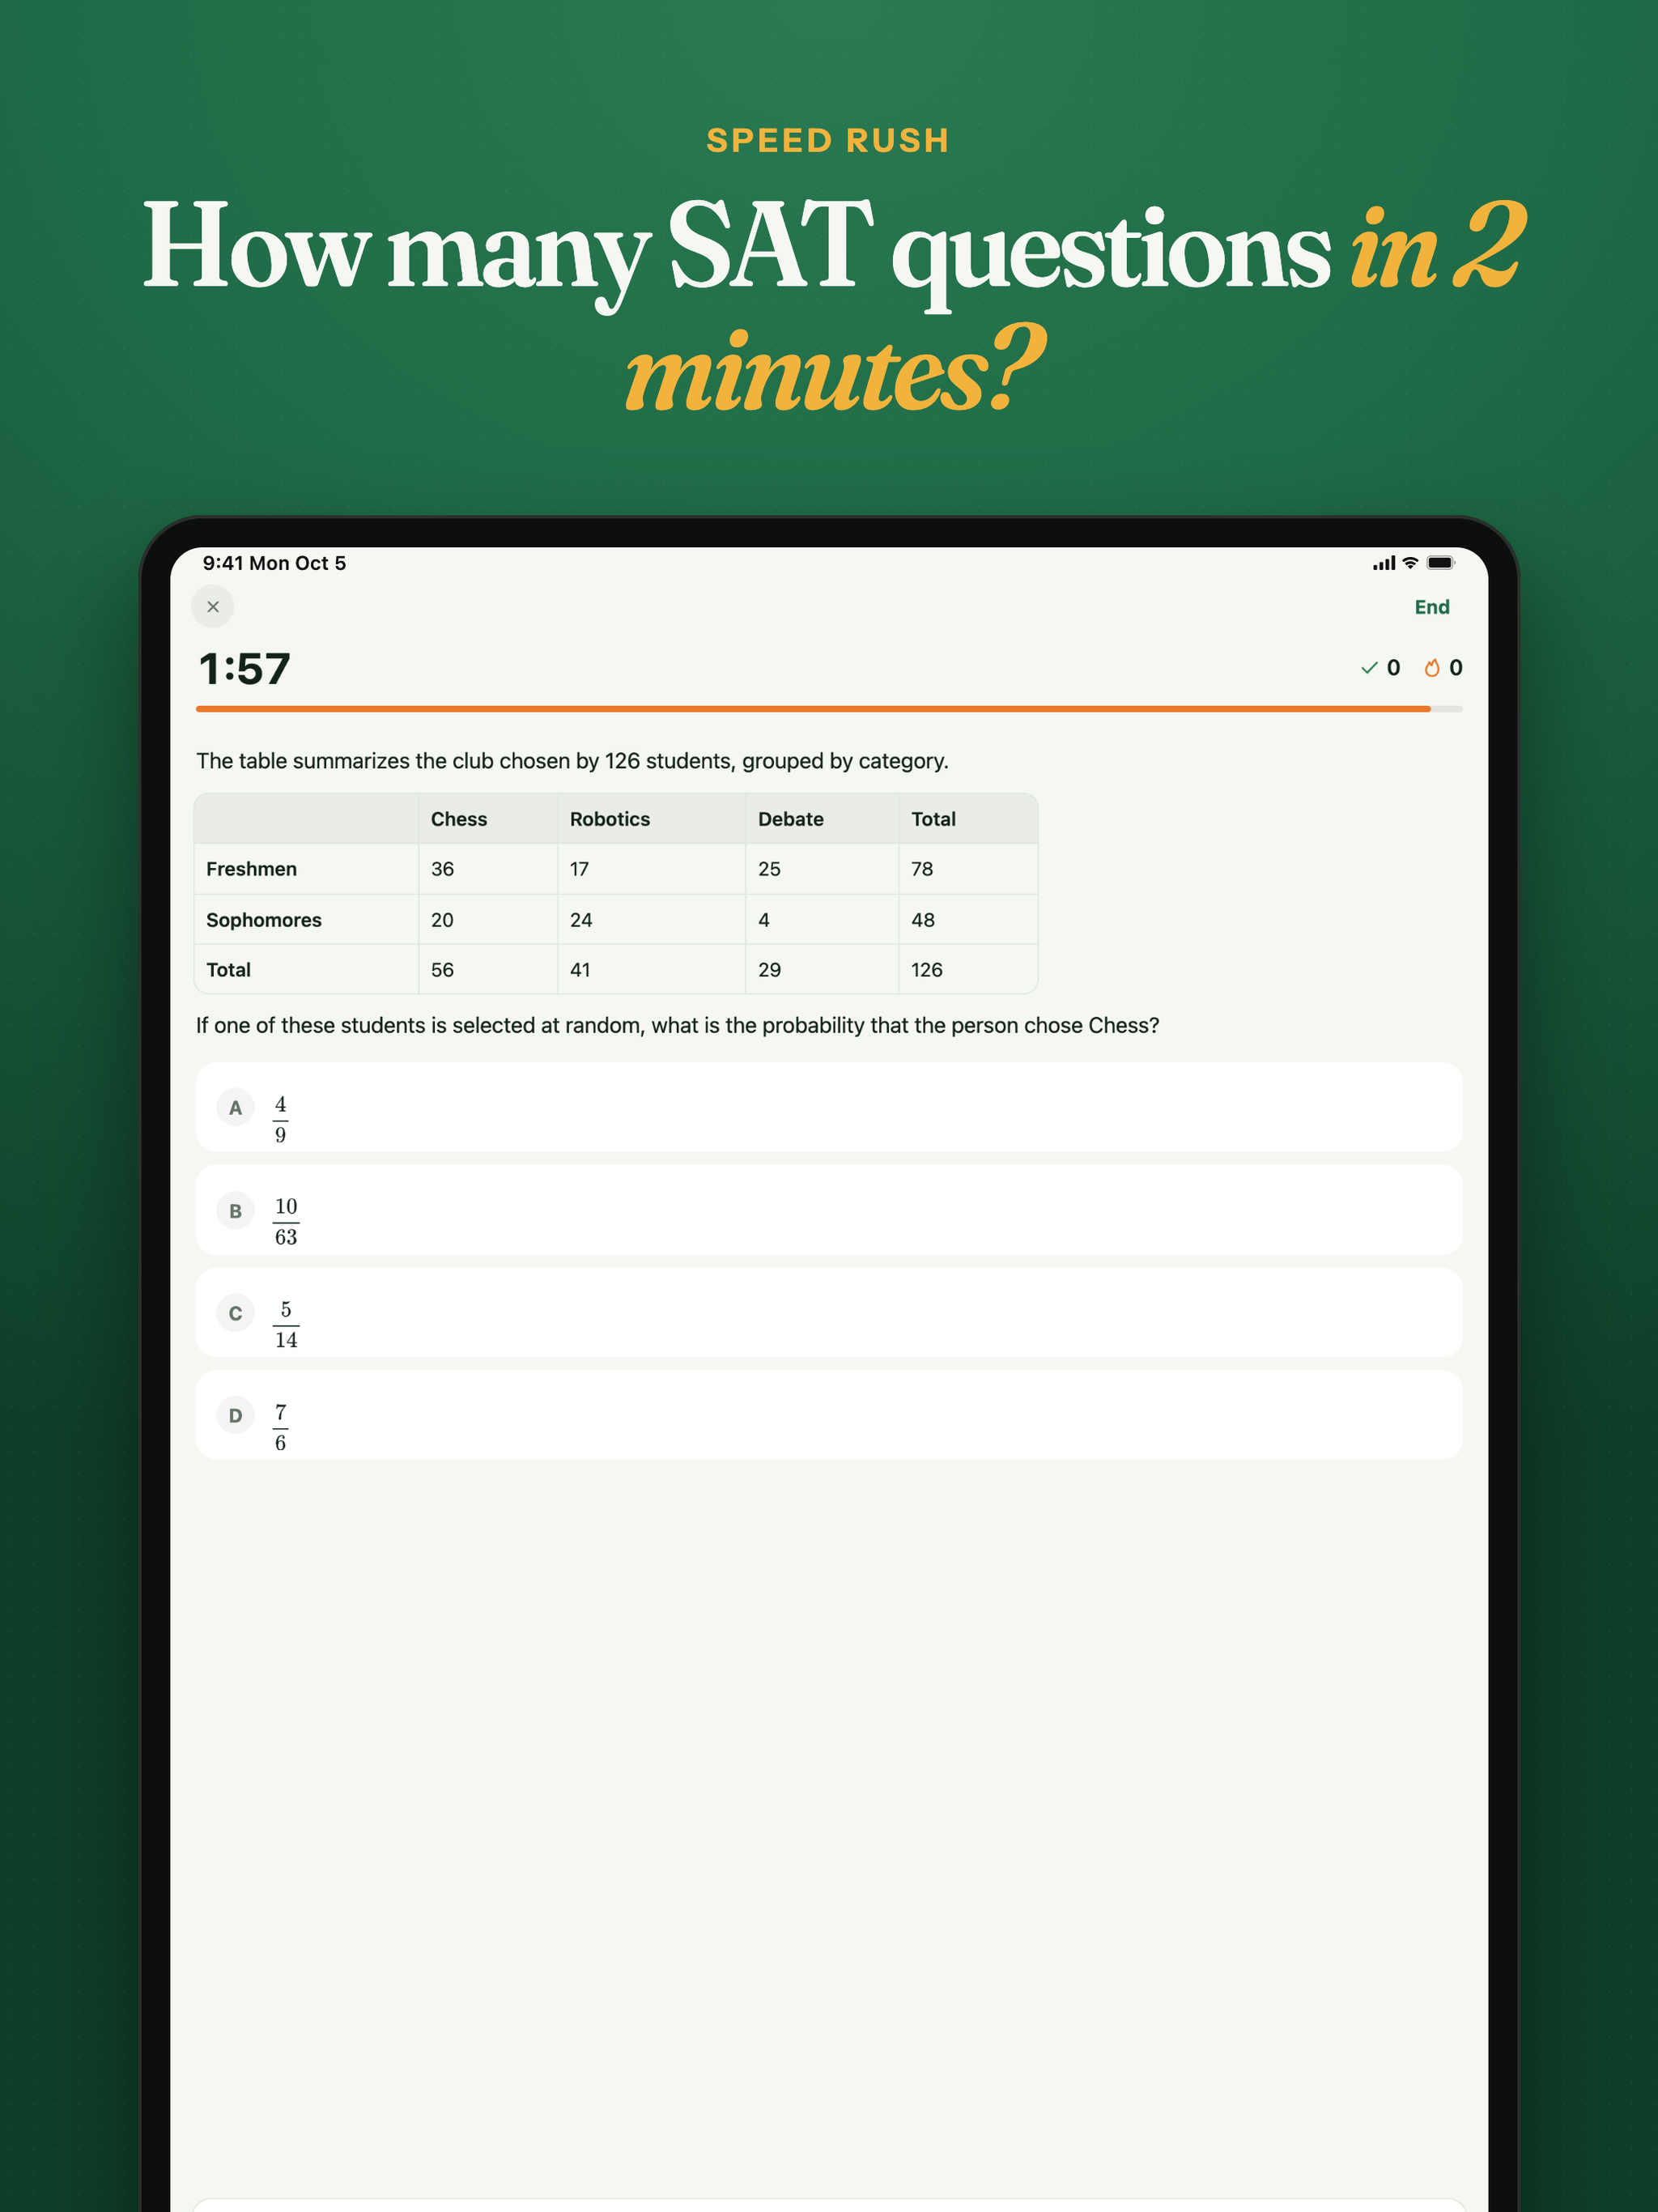 SPEED RUSH
How many SAT questions in 2
minutes?
9:41 Mon Oct 5
End
1:57
0 0
The table summarizes the club chosen by 126 students, grouped by category.
Chess Robotics Debate Total
Freshmen 36 17 25 78
Sophomores 20 24 4 48
Total 56 41 29 126
If one of these students is selected at random, what is the probability that the person chose Chess?
A 4/9
B 10/63
C 5/14
D 7/6